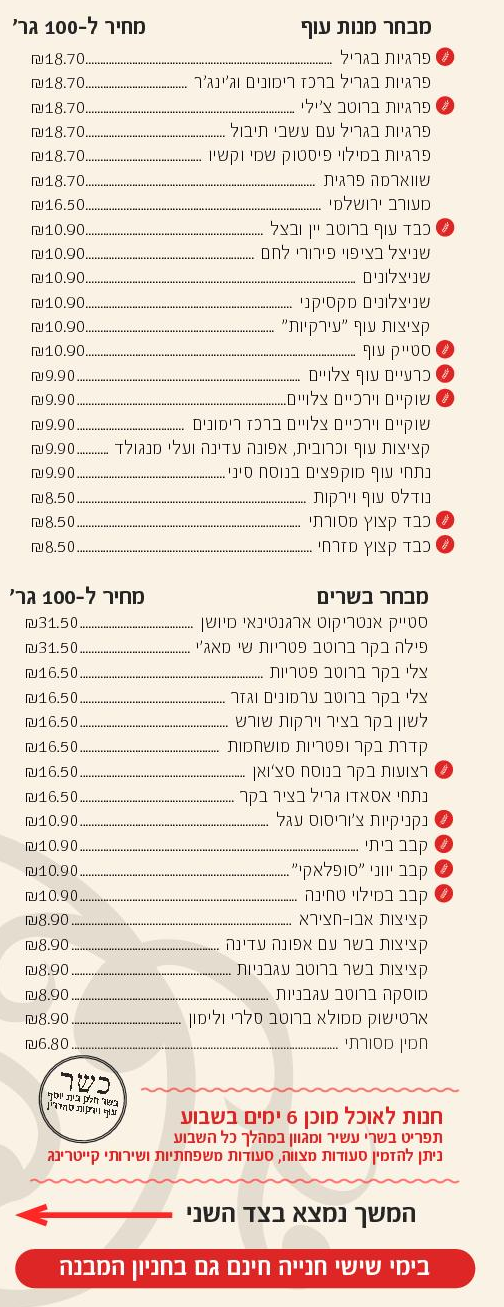 מבחר מנות עוף מחיר ל-100 גר'
פרגיות בגריל ₪18.70
פרגיות בגריל ברכז רימונים וג'ינג'ר ₪18.70
פרגיות ברוטב צ'ילי ₪18.70
פרגיות בגריל עם עשבי תיבול ₪18.70
פרגיות במילוי פיסטוק שמי וקשיו ₪18.70
שווארמה פרגית ₪18.70
מעורב ירושלמי ₪16.50
כבד עוף ברוטב יין ובצל ₪10.90
שניצל בציפוי פירורי לחם ₪10.90
שניצלונים ₪10.90
שניצלונים מקסיקני ₪10.90
קציצות עוף "עירקיות" ₪10.90
סטייק עוף ₪10.90
כרעיים עוף צלויים ₪9.90
שוקיים וירכיים צלויים ₪9.90
שוקיים וירכיים צלויים ברכז רימונים ₪9.90
קציצות עוף וכרובית, אפונה עדינה ועלי מנגולד ₪9.90
נתחי עוף מוקפצים בנוסח סיני ₪9.90
נודלס עוף וירקות ₪8.50
כבד קצוץ מסורתי ₪8.50
כבד קצוץ מזרחי ₪8.50
מבחר בשרים מחיר ל-100 גר'
סטייק אנטריקוט ארגנטינאי מיושן ₪31.50
פילה בקר ברוטב פטריות שי מאג'י ₪31.50
צלי בקר ברוטב פטריות ₪16.50
צלי בקר ברוטב ערמונים וגזר ₪16.50
לשון בקר בציר וירקות שורש ₪16.50
קדרת בקר ופטריות מושחמות ₪16.50
רצועות בקר בנוסח סצ'ואן ₪16.50
נתחי אסאדו גריל בציר בקר ₪16.50
נקניקיות צ'וריסוס עגל ₪10.90
קבב ביתי ₪10.90
קבב יווני "סופלאקי" ₪10.90
קבב במילוי טחינה ₪10.90
קציצות אבו-חצירא ₪8.90
קציצות בשר עם אפונה עדינה ₪8.90
קציצות בשר ברוטב עגבניות ₪8.90
מוסקה ברוטב עגבניות ₪8.90
ארטישוק ממולא ברוטב סלרי ולימון ₪8.90
חמין מסורתי ₪6.80
כשר
בשר חלק בית יוסף
עוף וירקות מהדרין
חנות לאוכל מוכן 6 ימים בשבוע
תפריט בשרי עשיר ומגוון במהלך כל השבוע
ניתן להזמין סעודות מצווה, סעודות משפחתיות ושירותי קייטרינג
המשך נמצא בצד השני
בימי שישי חנייה חינם גם בחניון המבנה